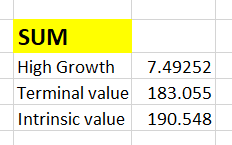 SUM
High Growth 7.49252
Terminal value 183.055
Intrinsic value 190.548